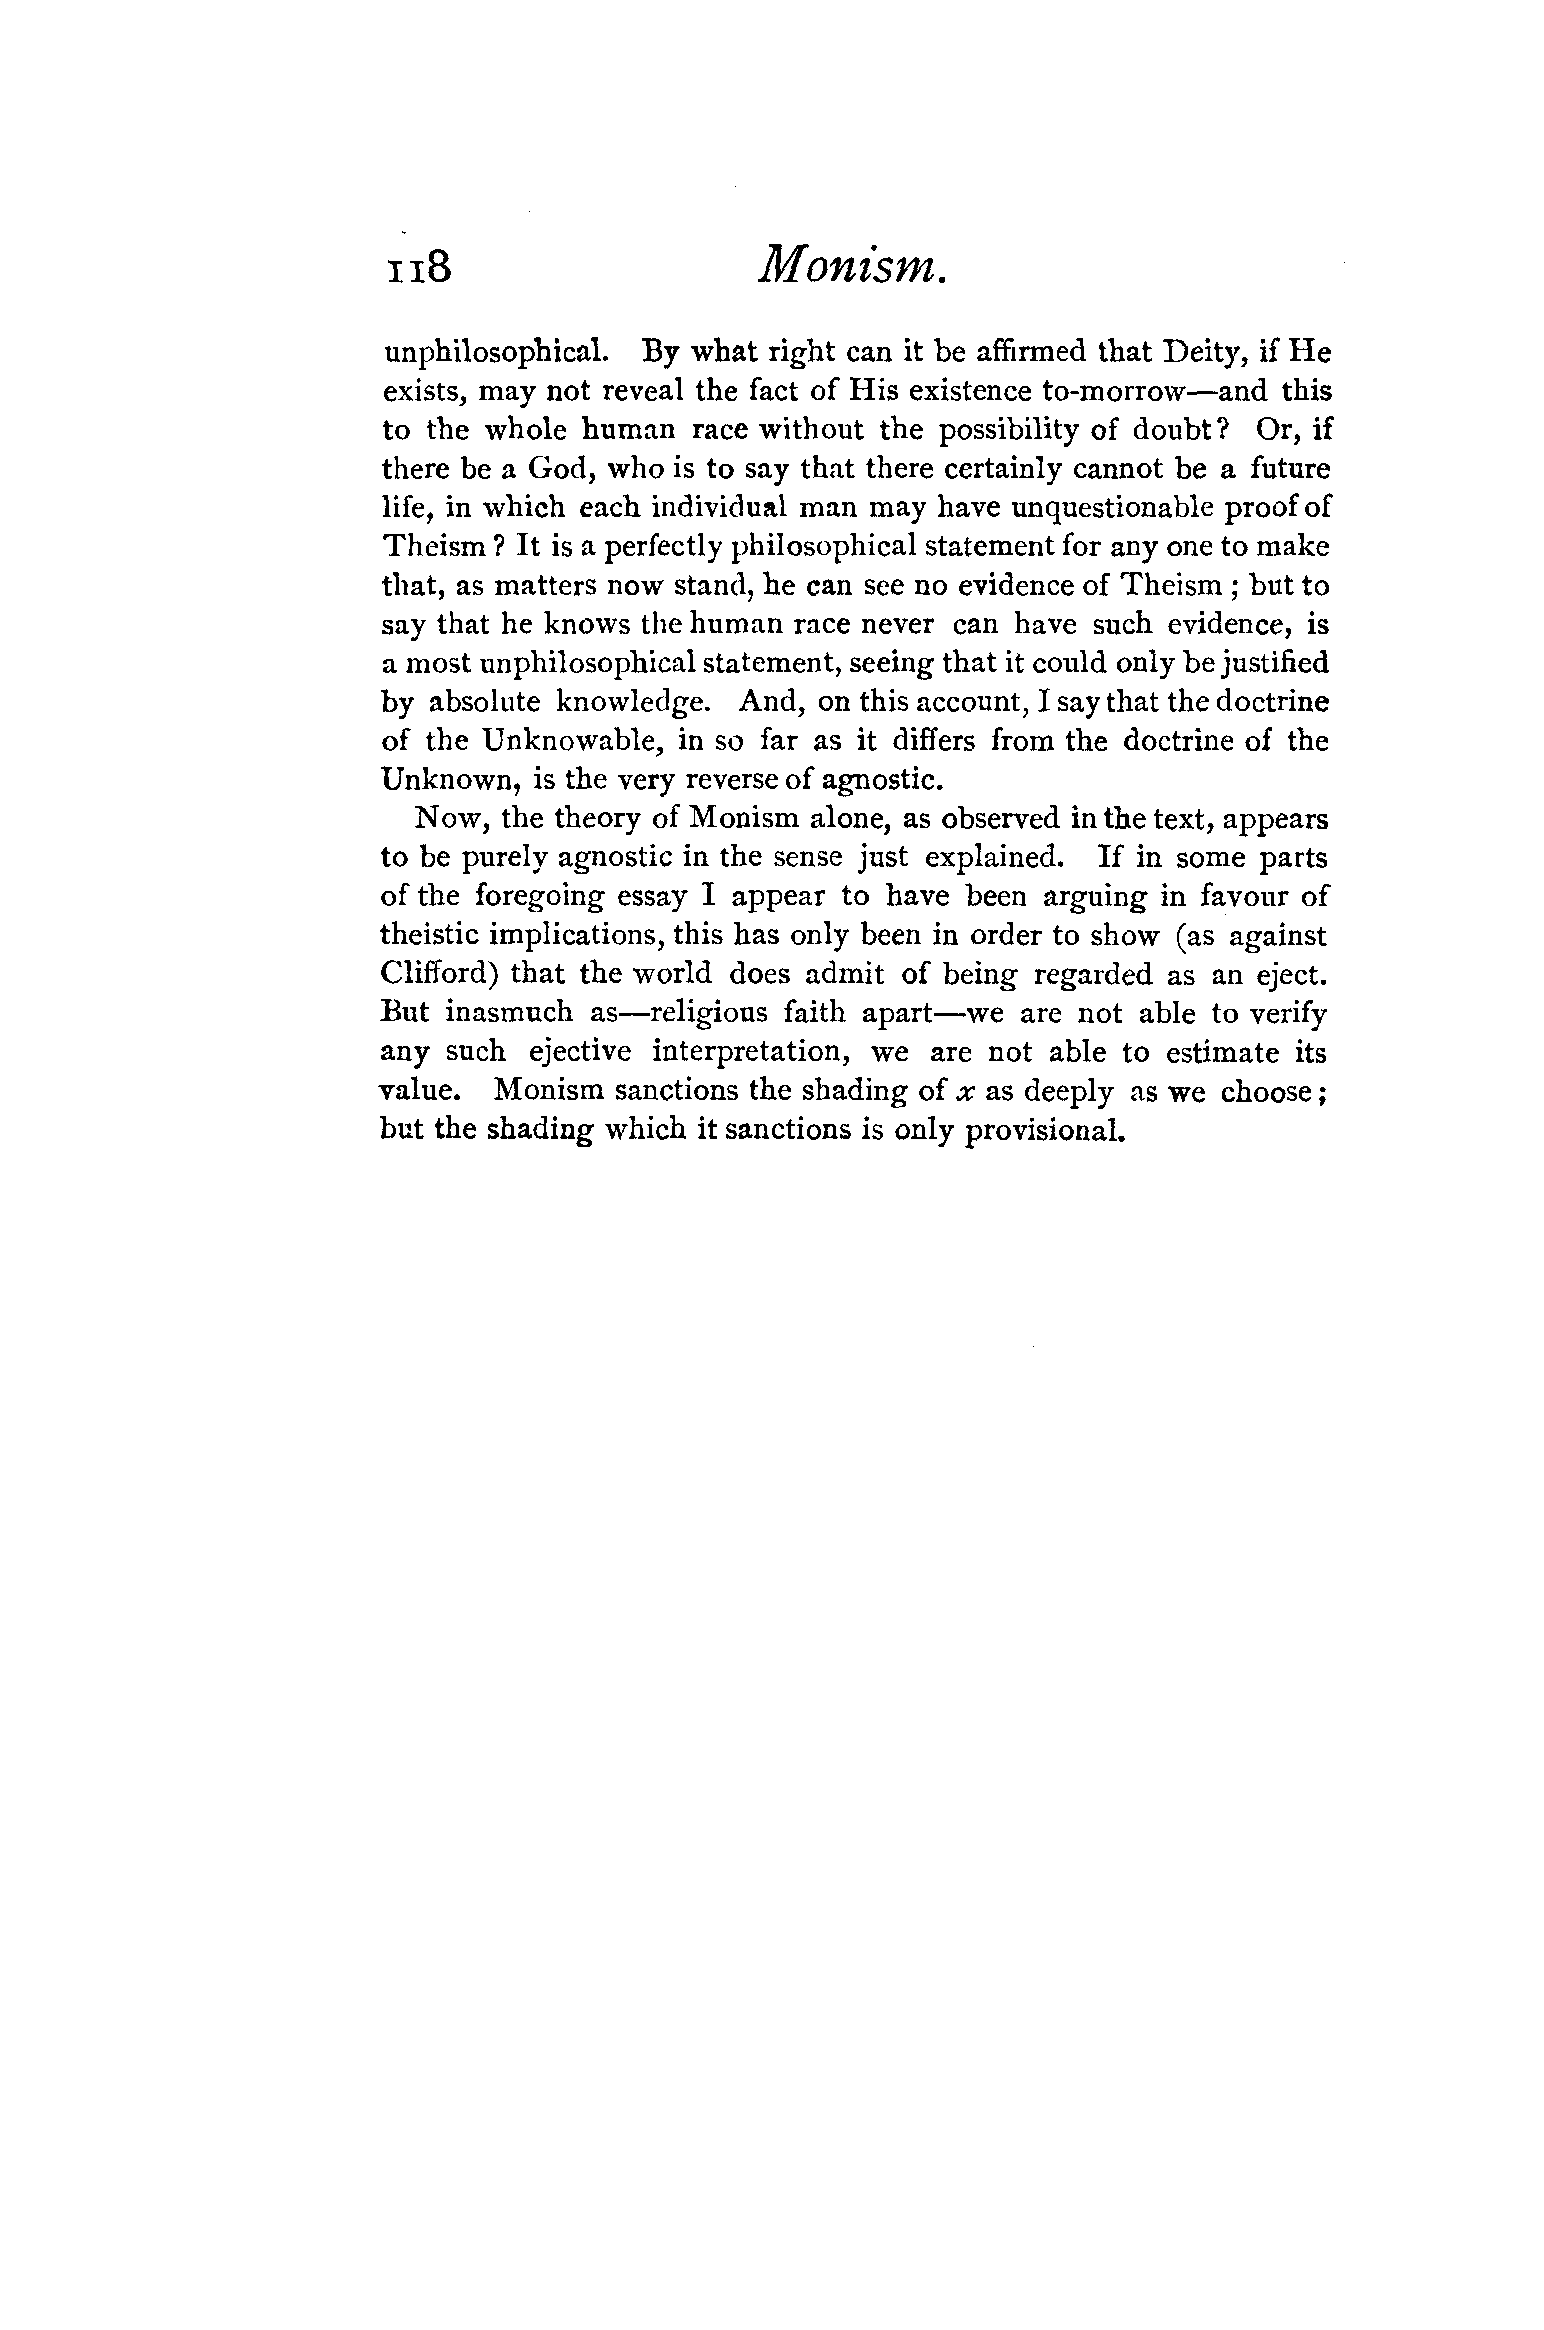 118 Monism.
unphilosophical. By what right can it be affirmed that Deity, if He
exists, may not reveal the fact of His existence to-morrow—and this
to the whole human race without the possibility of doubt? Or, if
there be a God, who is to say that there certainly cannot be a future
life, in which each individual man may have unquestionable proof of
Theism? It is a perfectly philosophical statement for any one to make
that, as matters now stand, he can see no evidence of Theism; but to
say that he knows the human race never can have such evidence, is
a most unphilosophical statement, seeing that it could only be justified
by absolute knowledge. And, on this account, I say that the doctrine
of the Unknowable, in so far as it differs from the doctrine of the
Unknown, is the very reverse of agnostic.
Now, the theory of Monism alone, as observed in the text, appears
to be purely agnostic in the sense just explained. If in some parts
of the foregoing essay I appear to have been arguing in favour of
theistic implications, this has only been in order to show (as against
Clifford) that the world does admit of being regarded as an eject.
But inasmuch as—religious faith apart—we are not able to verify
any such ejective interpretation, we are not able to estimate its
value. Monism sanctions the shading of x as deeply as we choose;
but the shading which it sanctions is only provisional.